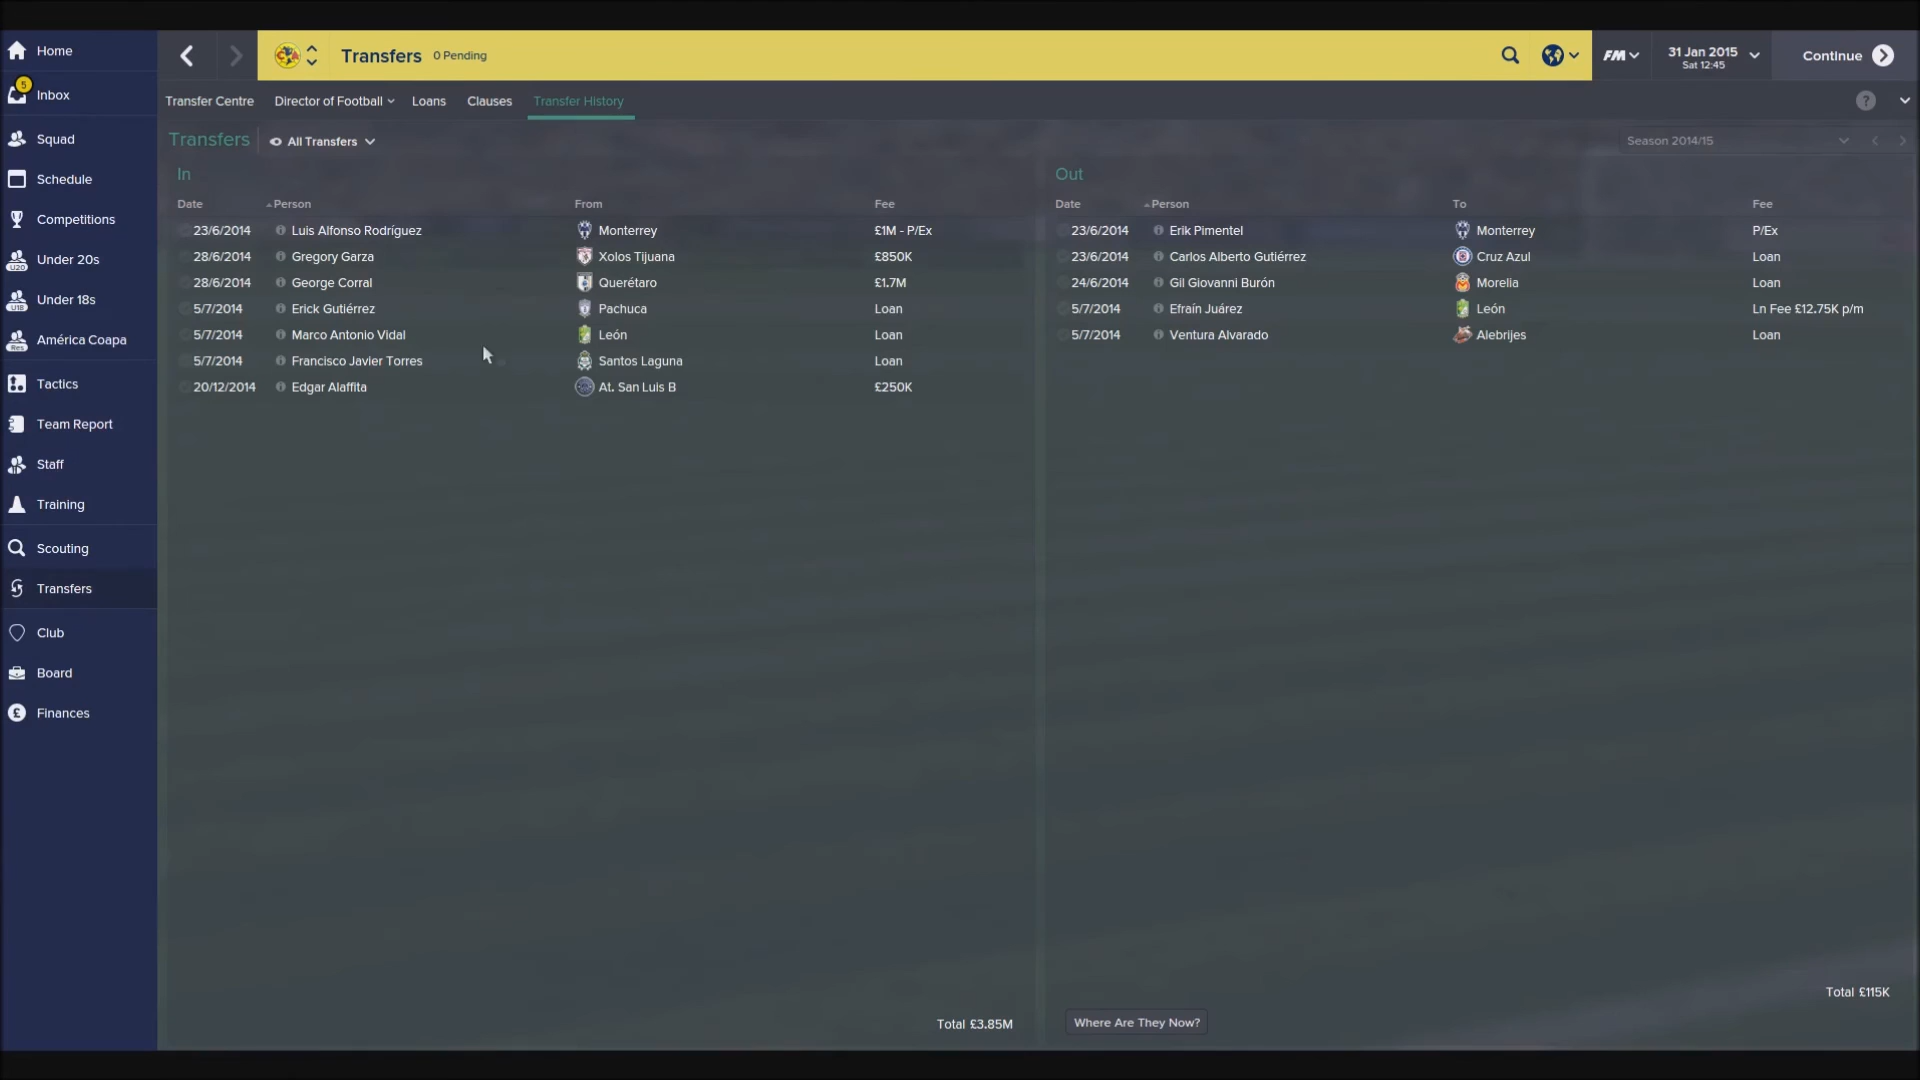 Home
5
Inbox
Squad
Schedule
Competitions
U20
Under 20s
U18
Under 18s
Res
América Coapa
Tactics
Team Report
Staff
Training
Scouting
Transfers
Club
Board
£
Finances
Transfers 0 Pending
FM
31 Jan 2015
Sat 12:45
Continue
Transfer Centre Director of Football Loans Clauses Transfer History
?
Transfers All Transfers
Season 2014/15
In
Date Person From Fee
23/6/2014 Luis Alfonso Rodríguez Monterrey £1M - P/Ex
28/6/2014 Gregory Garza Xolos Tijuana £850K
28/6/2014 George Corral Querétaro £1.7M
5/7/2014 Erick Gutiérrez Pachuca Loan
5/7/2014 Marco Antonio Vidal León Loan
5/7/2014 Francisco Javier Torres Santos Laguna Loan
20/12/2014 Edgar Alaffita At. San Luis B £250K
Total £3.85M
Out
Date Person To Fee
23/6/2014 Erik Pimentel Monterrey P/Ex
23/6/2014 Carlos Alberto Gutiérrez Cruz Azul Loan
24/6/2014 Gil Giovanni Burón Morelia Loan
5/7/2014 Efraín Juárez León Ln Fee £12.75K p/m
5/7/2014 Ventura Alvarado Alebrijes Loan
Total £115K
Where Are They Now?